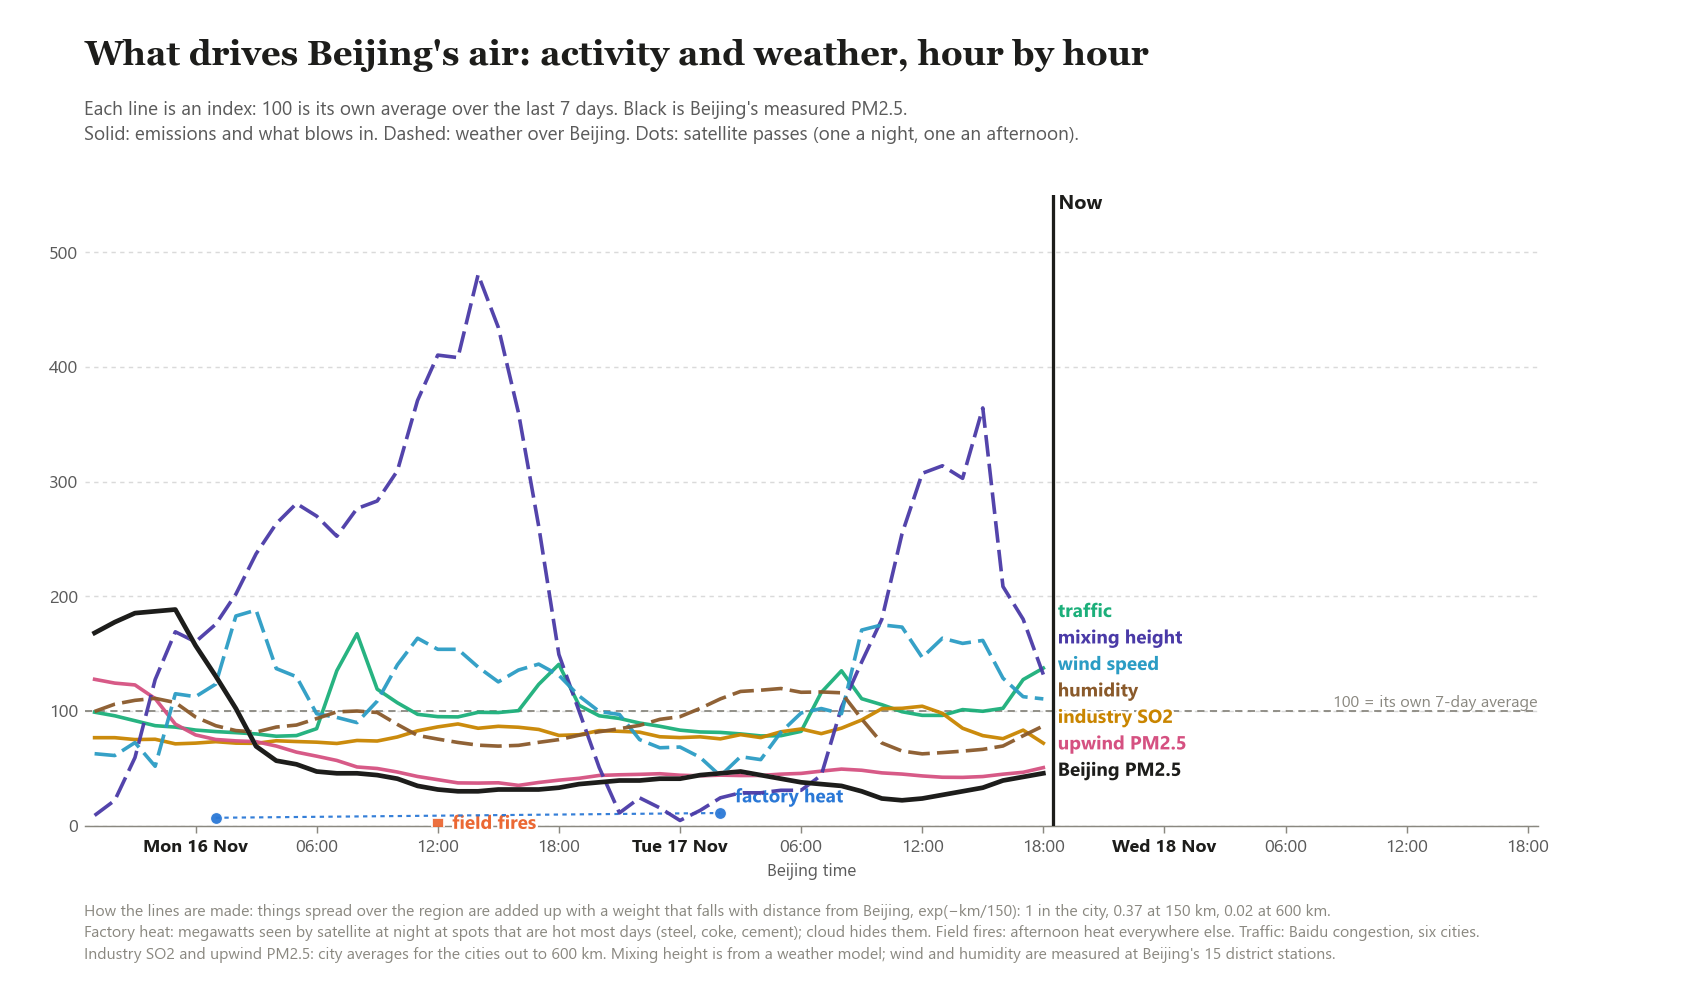 What drives Beijing's air: activity and weather, hour by hour
Each line is an index: 100 is its own average over the last 7 days. Black is Beijing's measured PM2.5.
Solid: emissions and what blows in. Dashed: weather over Beijing. Dots: satellite passes (one a night, one an afternoon).
Now
500
400
300
200
100
0
traffic
mixing height
wind speed
humidity
100 = its own 7-day average
industry SO2
upwind PM2.5
Beijing PM2.5
factory heat
field fires
Mon 16 Nov
06:00
12:00
18:00
Tue 17 Nov
06:00
12:00
18:00
Wed 18 Nov
06:00
12:00
18:00
Beijing time
How the lines are made: things spread over the region are added up with a weight that falls with distance from Beijing, exp(−km/150): 1 in the city, 0.37 at 150 km, 0.02 at 600 km.
Factory heat: megawatts seen by satellite at night at spots that are hot most days (steel, coke, cement); cloud hides them. Field fires: afternoon heat everywhere else. Traffic: Baidu congestion, six cities.
Industry SO2 and upwind PM2.5: city averages for the cities out to 600 km. Mixing height is from a weather model; wind and humidity are measured at Beijing's 15 district stations.